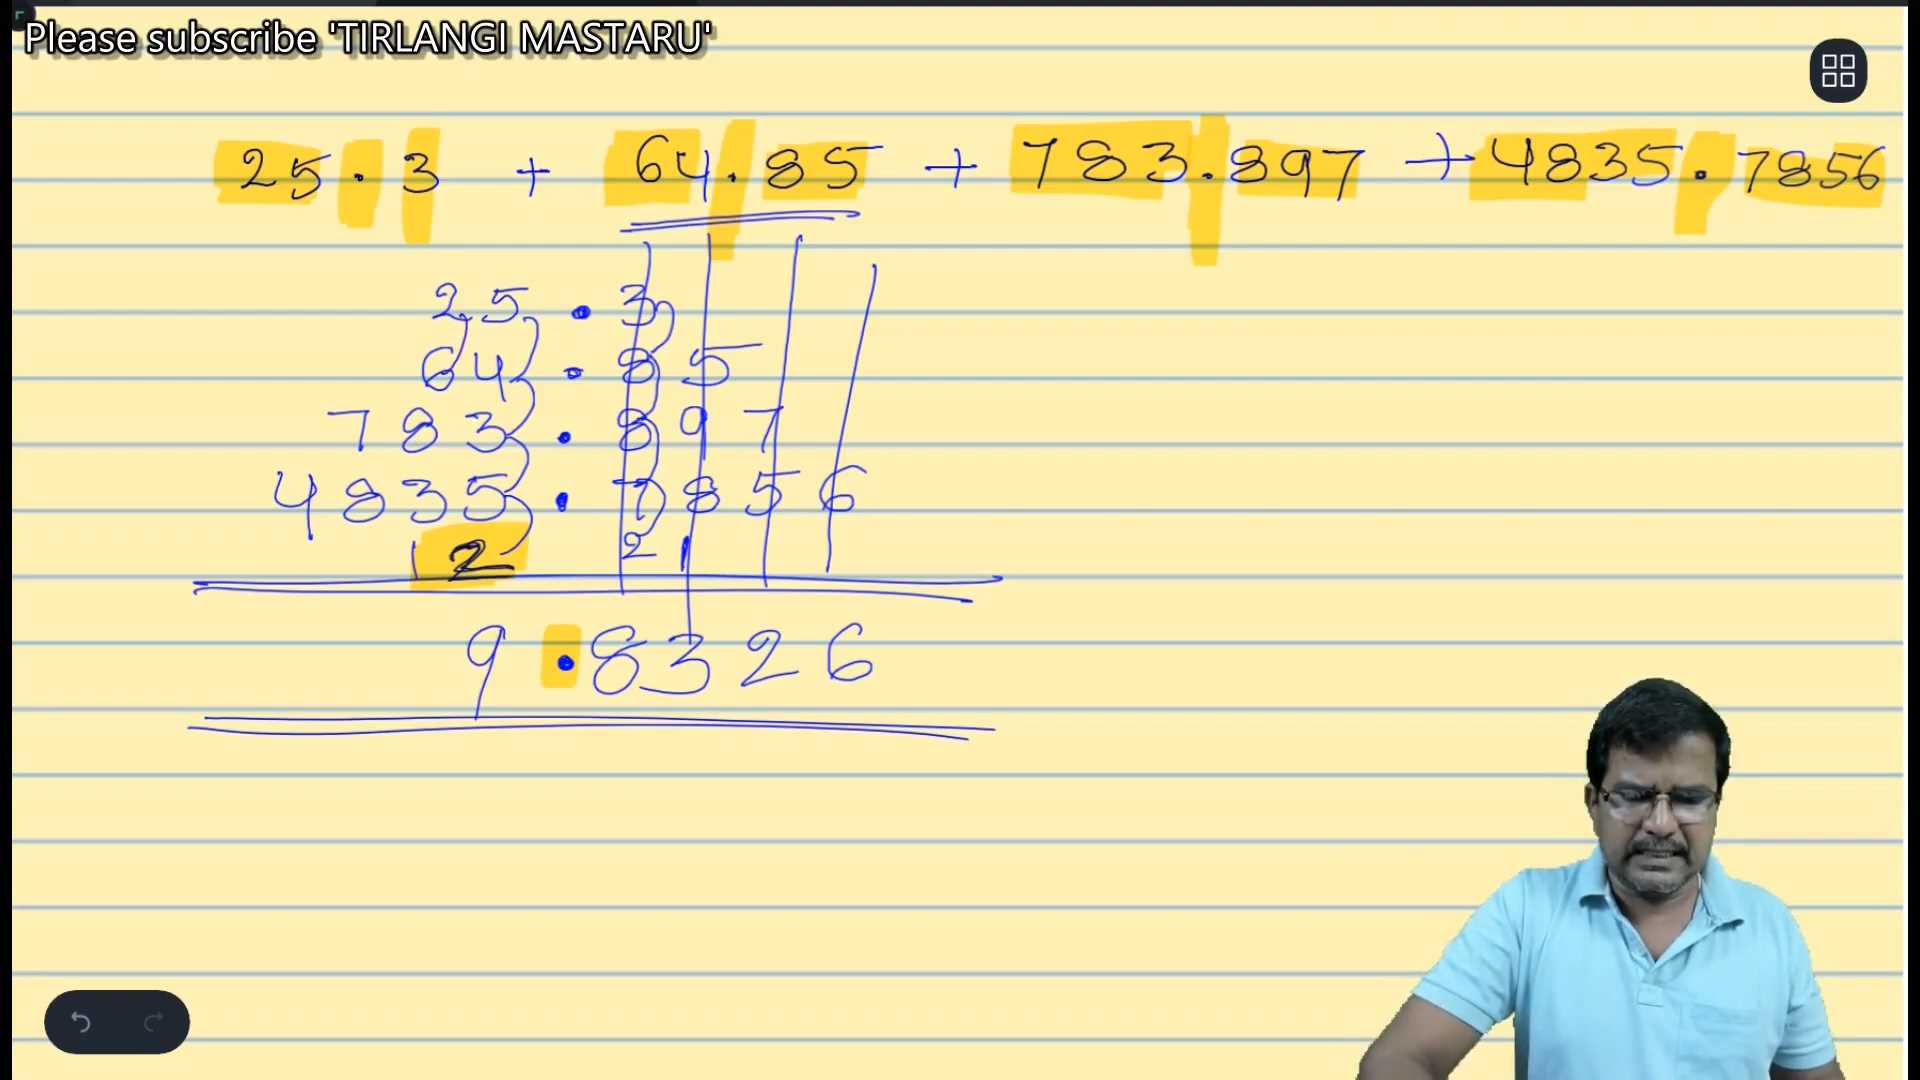 Please subscribe 'TIRLANGI MASTARU'
25.3 + 64.85 + 783.897 + 4835.7856
25.3
64.85
783.897
4835.7856
1 2 2 1
9.8326